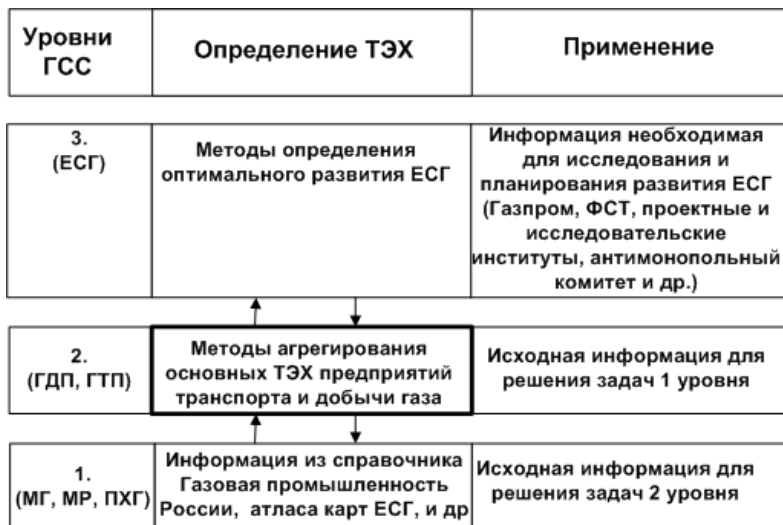 Уровни
ГСС
Определение ТЭХ
Применение
3.
(ЕСГ)
Методы определения
оптимального развития ЕСГ
Информация необходимая
для исследования и
планирования развития ЕСГ
(Газпром, ФСТ, проектные и
исследовательские
институты, антимонопольный
комитет и др.)
2.
(ГДП, ГТП)
Методы агрегирования
основных ТЭХ предприятий
транспорта и добычи газа
Исходная информация для
решения задач 1 уровня
1.
(МГ, МР, ПХГ)
Информация из справочника
Газовая промышленность
России, атласа карт ЕСГ, и др
Исходная информация для
решения задач 2 уровня